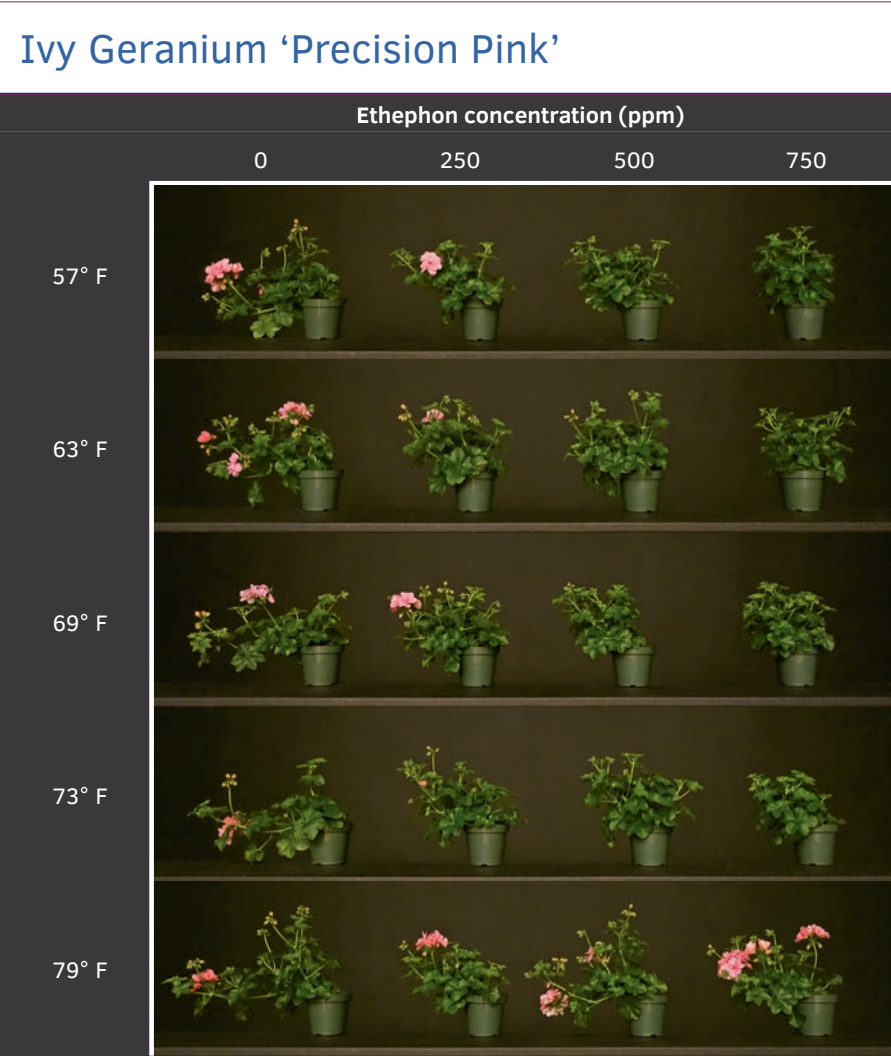 Ivy Geranium ‘Precision Pink’
Ethephon concentration (ppm)
0 250 500 750
57° F
63° F
69° F
73° F
79° F